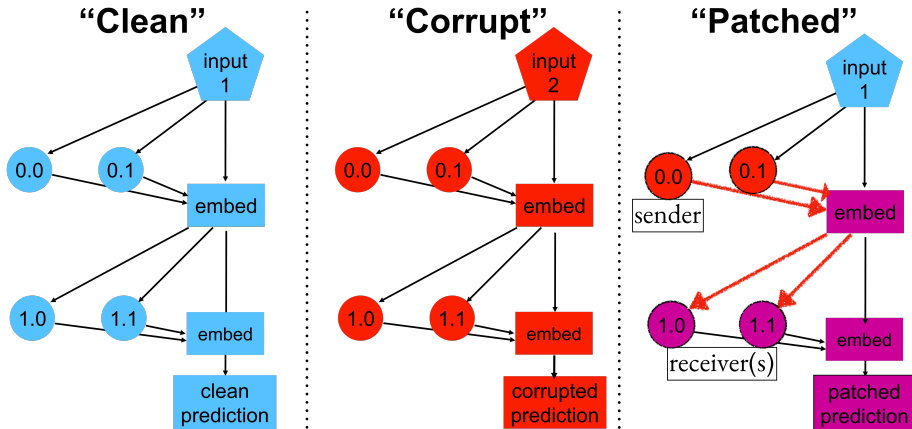 “Clean”
input
1
0.0
0.1
embed
1.0
1.1
embed
clean
prediction
“Corrupt”
input
2
0.0
0.1
embed
1.0
1.1
embed
corrupted
prediction
“Patched”
input
1
0.0
0.1
sender
embed
1.0
1.1
embed
receiver(s)
patched
prediction